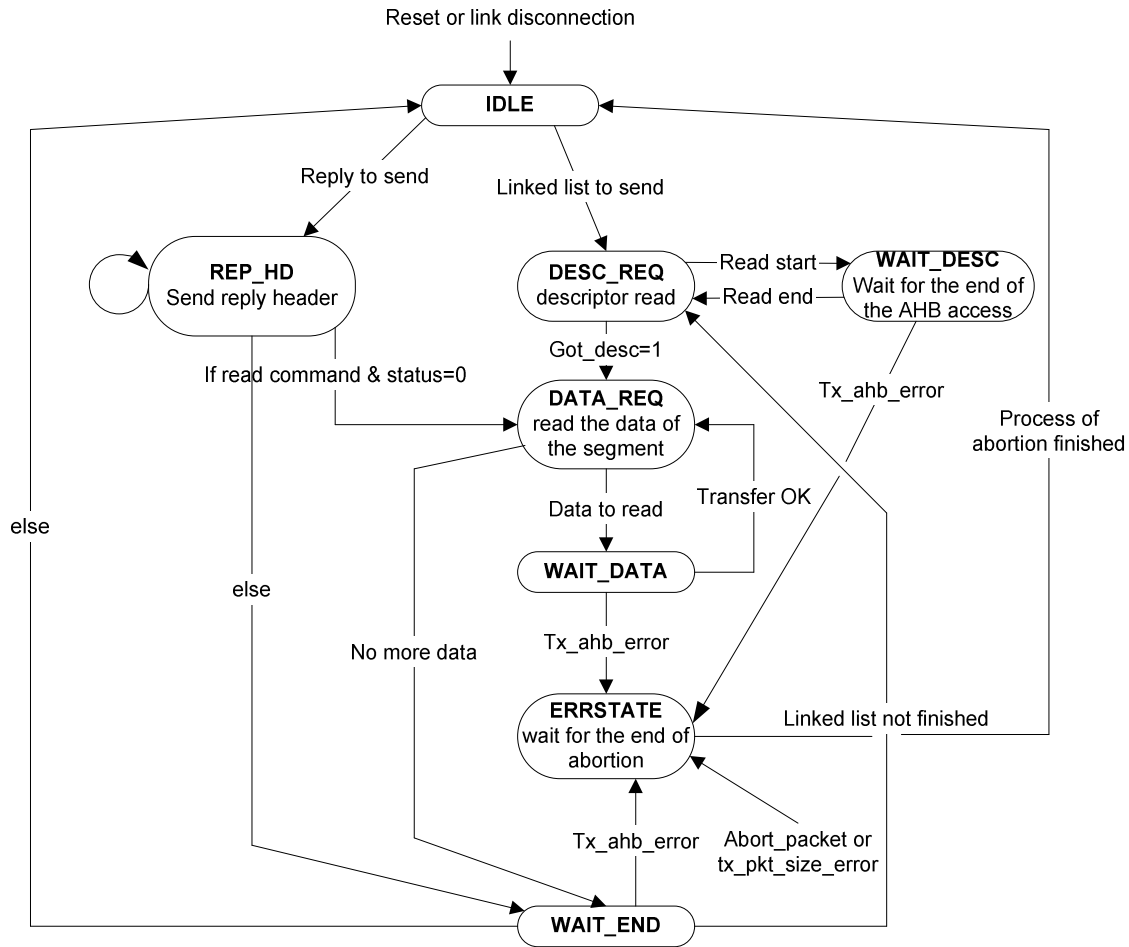 Reset or link disconnection
IDLE
Reply to send
Linked list to send
REP_HD
Send reply header
DESC_REQ
descriptor read
Read start
Read end
WAIT_DESC
Wait for the end of
the AHB access
Got_desc=1
If read command & status=0
Tx_ahb_error
DATA_REQ
read the data of
the segment
Process of
abortion finished
Transfer OK
Data to read
else
WAIT_DATA
else
Tx_ahb_error
No more data
ERRSTATE
wait for the end of
abortion
Linked list not finished
Tx_ahb_error
Abort_packet or
tx_pkt_size_error
WAIT_END